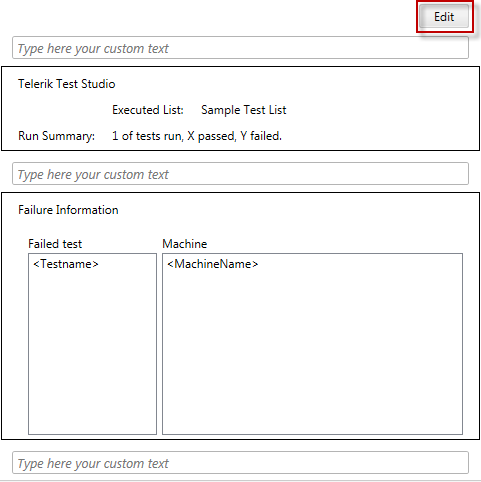 Edit
Type here your custom text
Telerik Test Studio
Executed List: Sample Test List
Run Summary: 1 of tests run, X passed, Y failed.
Type here your custom text
Failure Information
Failed test Machine
<Testname> <MachineName>
Type here your custom text